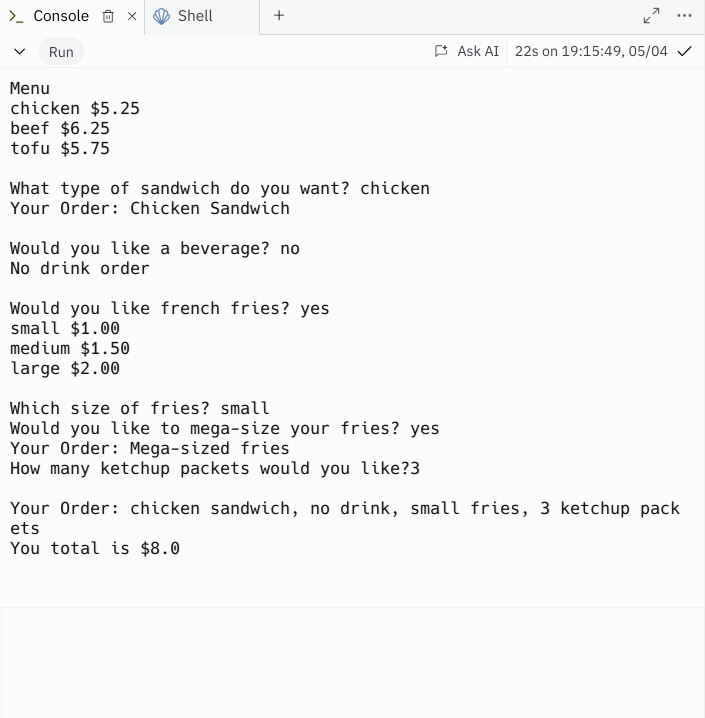 Console
Shell
Run
Ask AI
22s on 19:15:49, 05/04
Menu
chicken $5.25
beef $6.25
tofu $5.75
What type of sandwich do you want? chicken
Your Order: Chicken Sandwich
Would you like a beverage? no
No drink order
Would you like french fries? yes
small $1.00
medium $1.50
large $2.00
Which size of fries? small
Would you like to mega-size your fries? yes
Your Order: Mega-sized fries
How many ketchup packets would you like?3
Your Order: chicken sandwich, no drink, small fries, 3 ketchup pack
ets
You total is $8.0